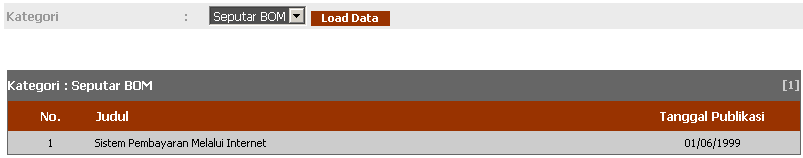 Kategori : Seputar BOM Load Data
Kategori : Seputar BOM [1]
No. Judul Tanggal Publikasi
1 Sistem Pembayaran Melalui Internet 01/06/1999